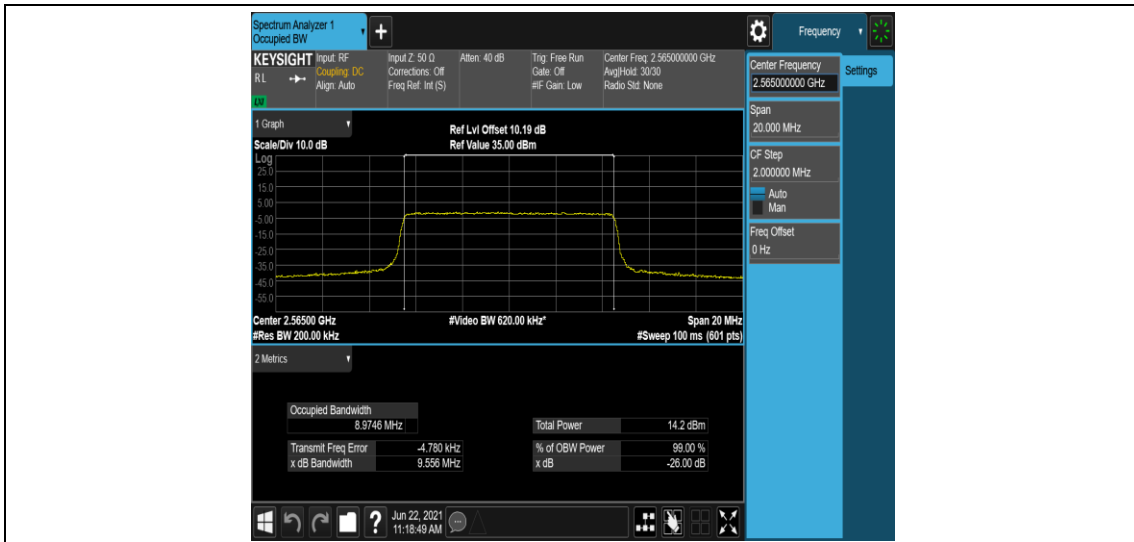 Spectrum Analyzer 1
Occupied BW
Frequency
KEYSIGHT
RL
LXI
Input: RF
Coupling: DC
Align: Auto
Input Z: 50 Ω
Corrections: Off
Freq Ref: Int (S)
Atten: 40 dB
Trig: Free Run
Gate: Off
#IF Gain: Low
Center Freq: 2.565000000 GHz
Avg|Hold: 30/30
Radio Std: None
Center Frequency
2.565000000 GHz
Settings
Span
20.000 MHz
CF Step
2.000000 MHz
Auto
Man
Freq Offset
0 Hz
1 Graph
Scale/Div 10.0 dB
Ref Lvl Offset 10.19 dB
Ref Value 35.00 dBm
Log
25.0
15.0
5.00
-5.00
-15.0
-25.0
-35.0
-45.0
-55.0
Center 2.56500 GHz
#Video BW 620.00 kHz*
Span 20 MHz
#Res BW 200.00 kHz
#Sweep 100 ms (601 pts)
2 Metrics
Occupied Bandwidth
8.9746 MHz
Total Power 14.2 dBm
Transmit Freq Error -4.780 kHz
% of OBW Power 99.00 %
x dB Bandwidth 9.556 MHz
x dB -26.00 dB
?
Jun 22, 2021
11:18:49 AM